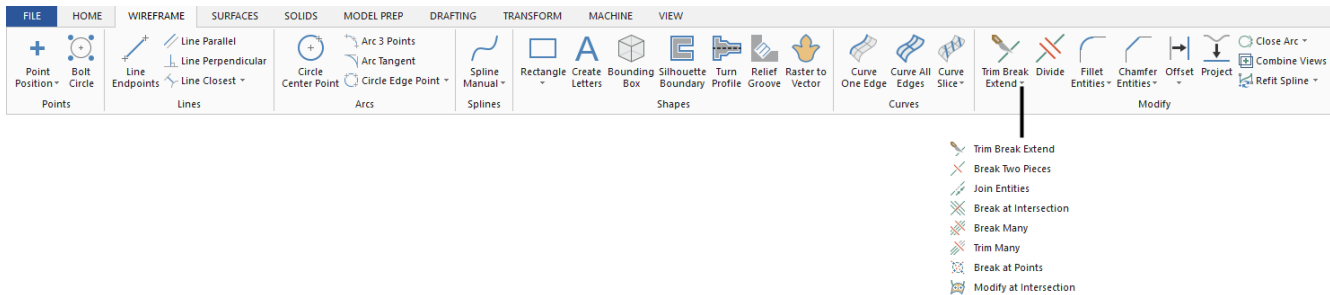 FILE HOME WIREFRAME SURFACES SOLIDS MODEL PREP DRAFTING TRANSFORM MACHINE VIEW
Point Position
Bolt Circle
Points
Line Endpoints
Line Parallel
Line Perpendicular
Line Closest
Lines
Circle Center Point
Arc 3 Points
Arc Tangent
Circle Edge Point
Arcs
Spline Manual
Splines
Rectangle
Create Letters
Bounding Box
Silhouette Boundary
Turn Profile
Relief Groove
Raster to Vector
Shapes
Curve One Edge
Curve All Edges
Curve Slice
Curves
Trim Break Extend
Divide
Fillet Entities
Chamfer Entities
Offset
Project
Close Arc
Combine Views
Refit Spline
Modify
Trim Break Extend
Break Two Pieces
Join Entities
Break at Intersection
Break Many
Trim Many
Break at Points
Modify at Intersection